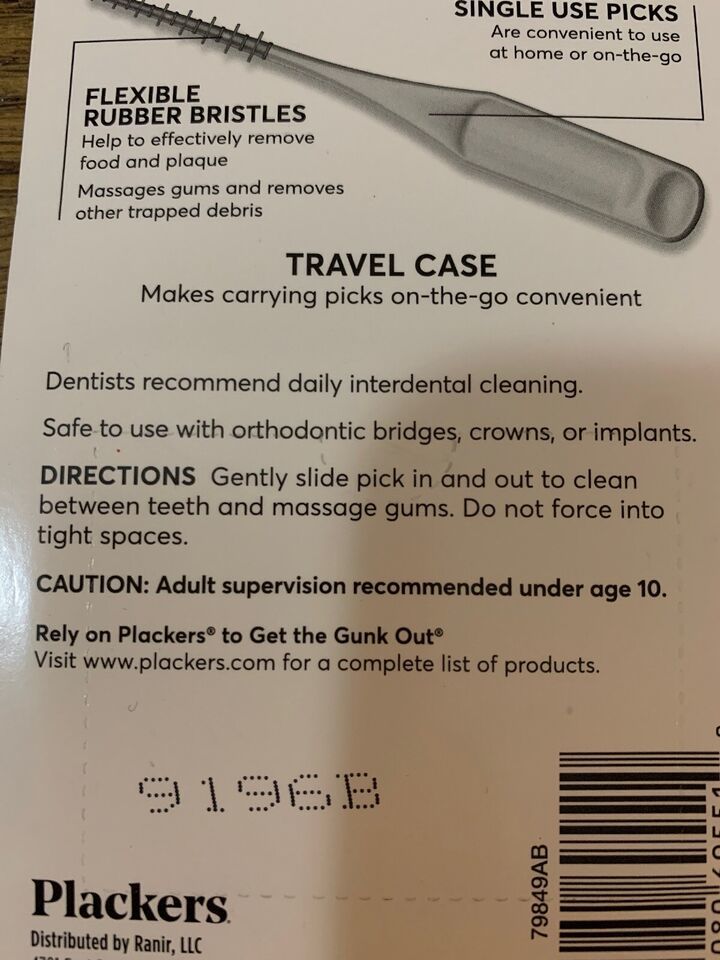 SINGLE USE PICKS
Are convenient to use
at home or on-the-go
FLEXIBLE
RUBBER BRISTLES
Help to effectively remove
food and plaque
Massages gums and removes
other trapped debris
TRAVEL CASE
Makes carrying picks on-the-go convenient
Dentists recommend daily interdental cleaning.
Safe to use with orthodontic bridges, crowns, or implants.
DIRECTIONS Gently slide pick in and out to clean
between teeth and massage gums. Do not force into
tight spaces.
CAUTION: Adult supervision recommended under age 10.
Rely on Plackers® to Get the Gunk Out®
Visit www.plackers.com for a complete list of products.
9196B
79849AB
Plackers
Distributed by Ranir, LLC